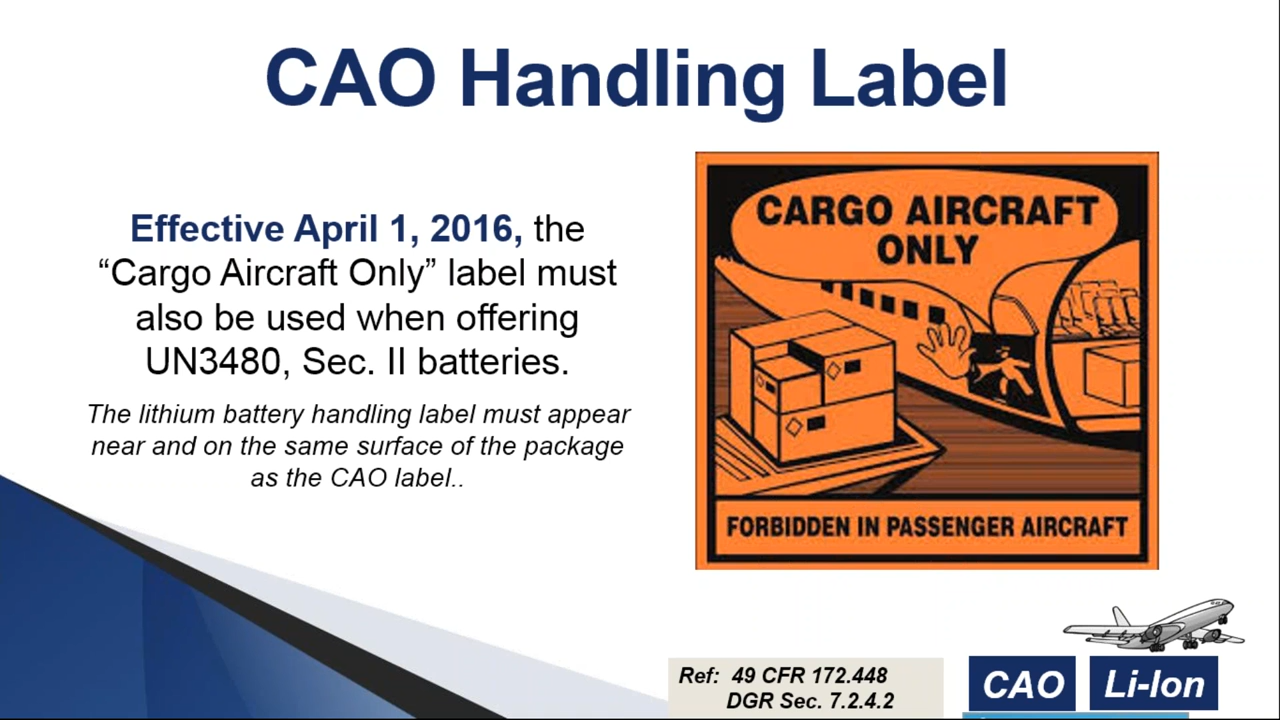 CAO Handling Label
Effective April 1, 2016, the
“Cargo Aircraft Only” label must
also be used when offering
UN3480, Sec. II batteries.
The lithium battery handling label must appear
near and on the same surface of the package
as the CAO label..
CARGO AIRCRAFT
ONLY
FORBIDDEN IN PASSENGER AIRCRAFT
Ref: 49 CFR 172.448
DGR Sec. 7.2.4.2
CAO
Li-Ion